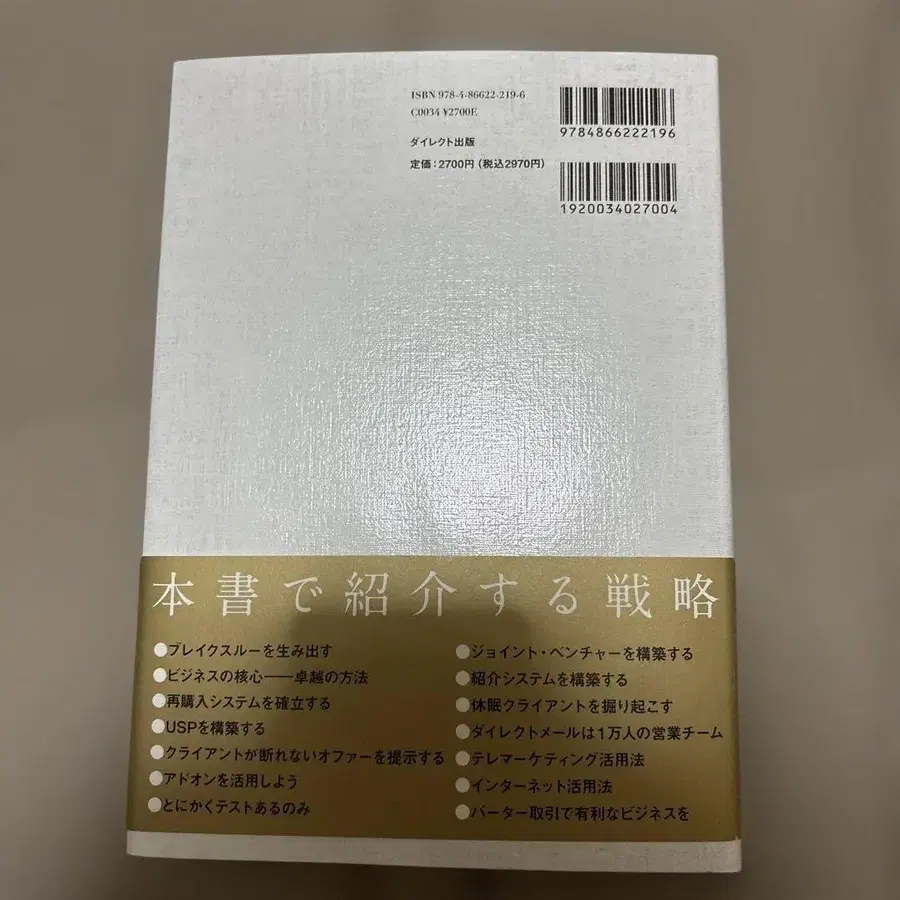 ISBN 978-4-86622-219-6
C0034 ¥2700E
ダイレクト出版
定価：2700円（税込2970円）
9784866222196
1920034027004
本書で紹介する戦略
●ブレイクスルーを生み出す
●ビジネスの核心――卓越の方法
●再購入システムを確立する
●USPを構築する
●クライアントが断れないオファーを提示する
●アドオンを活用しよう
●とにかくテストあるのみ
●ジョイント・ベンチャーを構築する
●紹介システムを構築する
●休眠クライアントを掘り起こす
●ダイレクトメールは1万人の営業チーム
●テレマーケティング活用法
●インターネット活用法
●バーター取引で有利なビジネスを